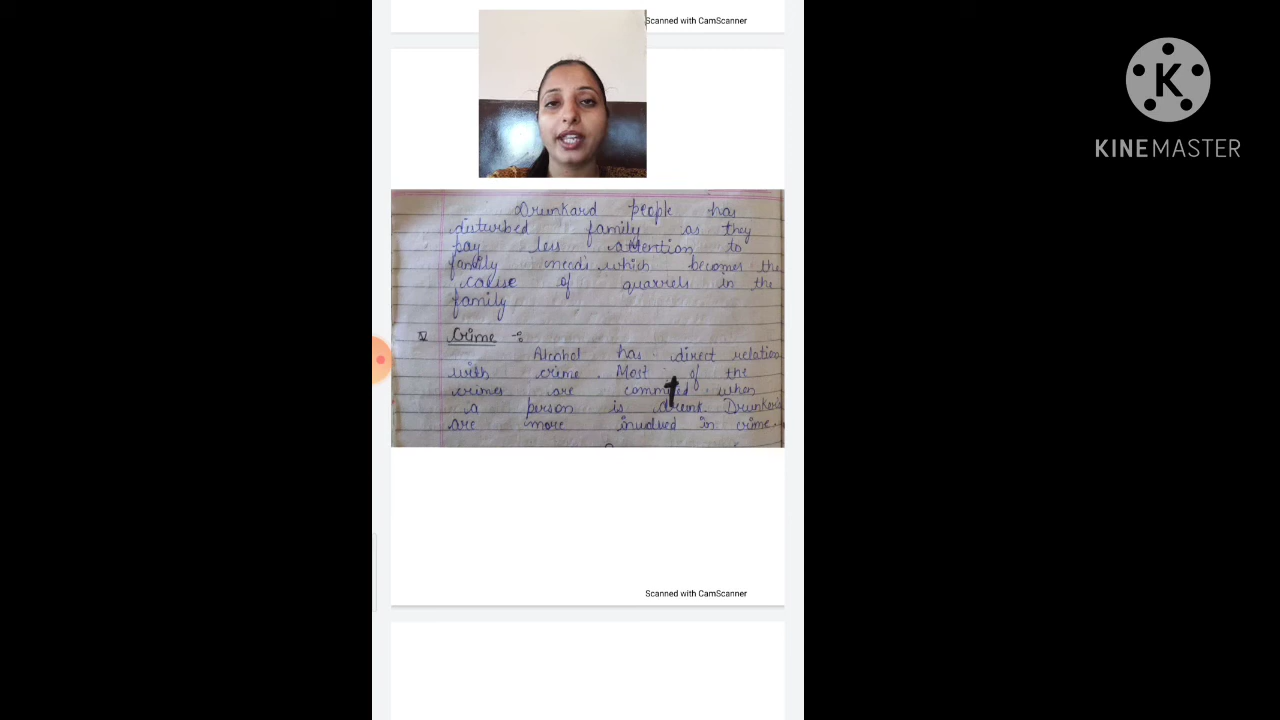 Scanned with CamScanner
K
KINEMASTER
Drunkard people has
disturbed family as they
pay less attention to
family needs which becomes the
cause of quarrels in the
family
IV Crime -:
Alcohol has direct relation
with crime. Most of the
crimes are committed when
a person is drunk. Drunkers
are more involved in crime.
Scanned with CamScanner